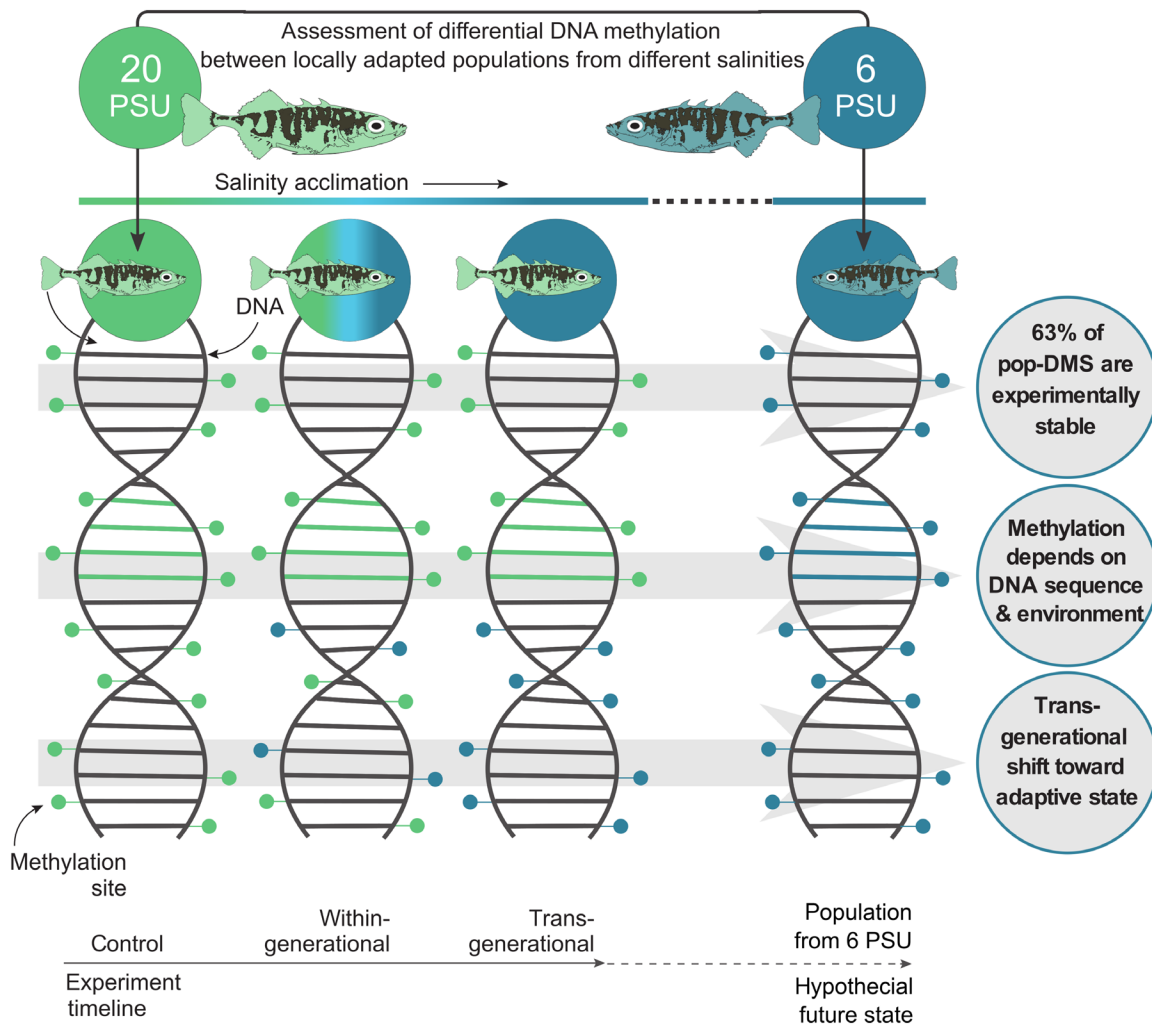 Assessment of differential DNA methylation
between locally adapted populations from different salinities
20
PSU
6
PSU
Salinity acclimation
DNA
63% of
pop-DMS are
experimentally
stable
Methylation
depends on
DNA sequence
& environment
Trans-
generational
shift toward
adaptive state
Methylation
site
Control
Within-
generational
Trans-
generational
Population
from 6 PSU
Experiment
timeline
Hypothecial
future state